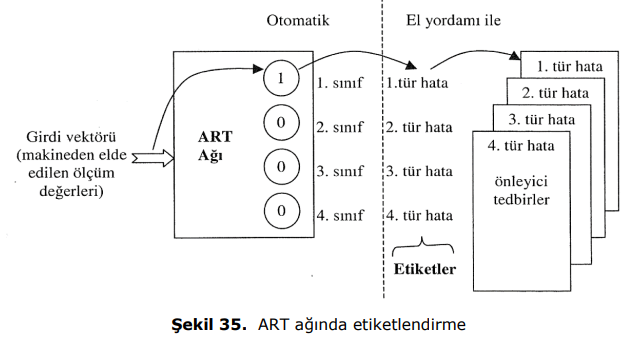 Otomatik
El yordamı ile
1
1. sınıf
1.tür hata
1. tür hata
0
2. sınıf
2. tür hata
2. tür hata
Girdi vektörü
(makineden elde
edilen ölçüm
değerleri)
ART
Ağı
3. tür hata
4. tür hata
0
3. sınıf
3. tür hata
önleyici
tedbirler
0
4. sınıf
4. tür hata
Etiketler
Şekil 35. ART ağında etiketlendirme